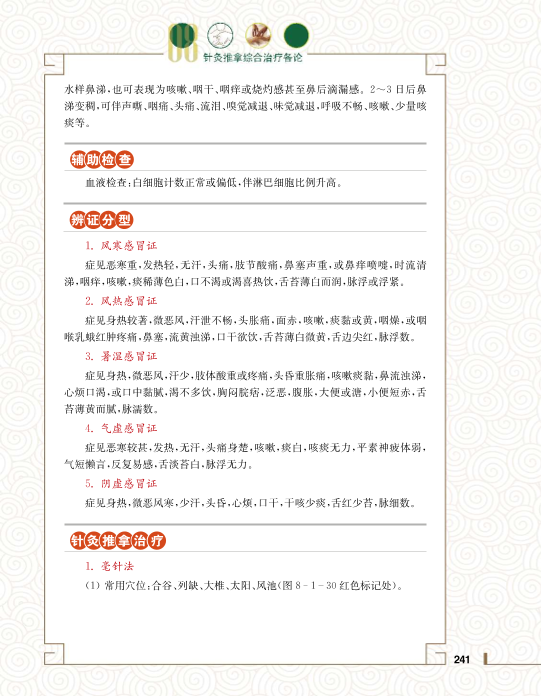 08 针灸推拿综合治疗各论
水样鼻涕,也可表现为咳嗽、咽干、咽痒或烧灼感甚至鼻后滴漏感。2～3 日后鼻
涕变稠,可伴声嘶、咽痛、头痛、流泪、嗅觉减退、味觉减退,呼吸不畅、咳嗽、少量咳
痰等。
辅助检查
血液检查:白细胞计数正常或偏低,伴淋巴细胞比例升高。
辨证分型
1. 风寒感冒证
症见恶寒重,发热轻,无汗,头痛,肢节酸痛,鼻塞声重,或鼻痒喷嚏,时流清
涕,咽痒,咳嗽,痰稀薄色白,口不渴或渴喜热饮,舌苔薄白而润,脉浮或浮紧。
2. 风热感冒证
症见身热较著,微恶风,汗泄不畅,头胀痛,面赤,咳嗽,痰黏或黄,咽燥,或咽
喉乳蛾红肿疼痛,鼻塞,流黄浊涕,口干欲饮,舌苔薄白微黄,舌边尖红,脉浮数。
3. 暑湿感冒证
症见身热,微恶风,汗少,肢体酸重或疼痛,头昏重胀痛,咳嗽痰黏,鼻流浊涕,
心烦口渴,或口中黏腻,渴不多饮,胸闷脘痞,泛恶,腹胀,大便或溏,小便短赤,舌
苔薄黄而腻,脉濡数。
4. 气虚感冒证
症见恶寒较甚,发热,无汗,头痛身楚,咳嗽,痰白,咳痰无力,平素神疲体弱,
气短懒言,反复易感,舌淡苔白,脉浮无力。
5. 阴虚感冒证
症见身热,微恶风寒,少汗,头昏,心烦,口干,干咳少痰,舌红少苔,脉细数。
针灸推拿治疗
1. 毫针法
(1) 常用穴位:合谷、列缺、大椎、太阳、风池(图 8-1-30 红色标记处)。
241